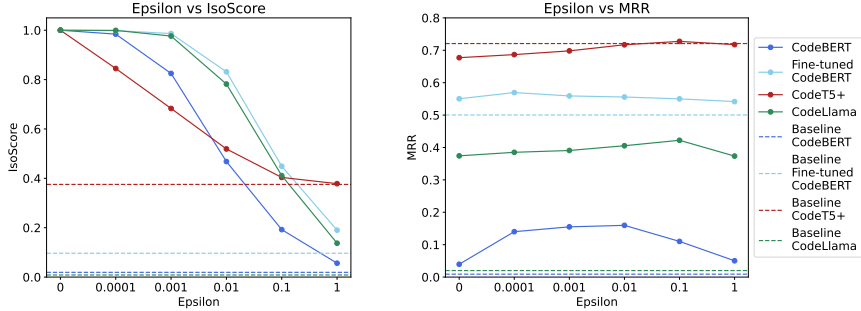 Epsilon vs IsoScore
1.0
0.8
0.6
0.4
0.2
0.0
IsoScore
0
0.0001
0.001
0.01
0.1
1
Epsilon
Epsilon vs MRR
0.8
0.7
0.6
0.5
0.4
0.3
0.2
0.1
0.0
MRR
0
0.0001
0.001
0.01
0.1
1
Epsilon
CodeBERT
Fine-tuned
CodeBERT
CodeT5+
CodeLlama
Baseline
CodeBERT
Baseline
Fine-tuned
CodeBERT
Baseline
CodeT5+
Baseline
CodeLlama